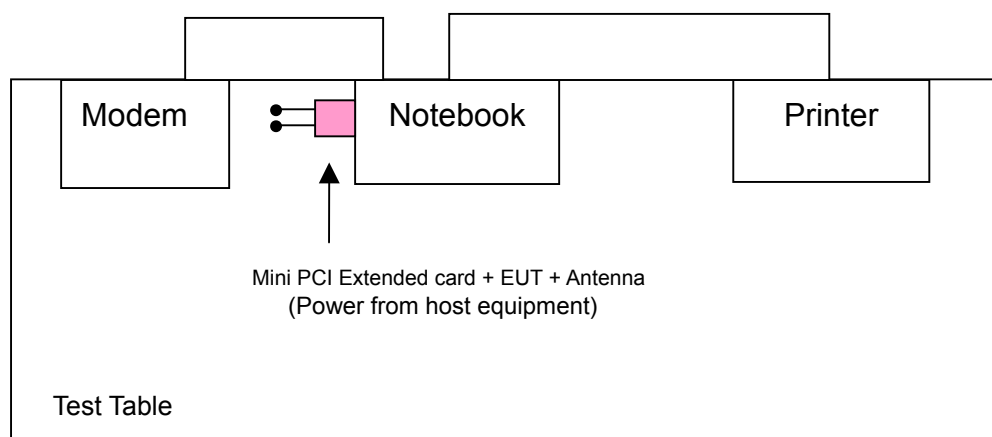 Modem
Notebook
Printer
Mini PCI Extended card + EUT + Antenna
(Power from host equipment)
Test Table